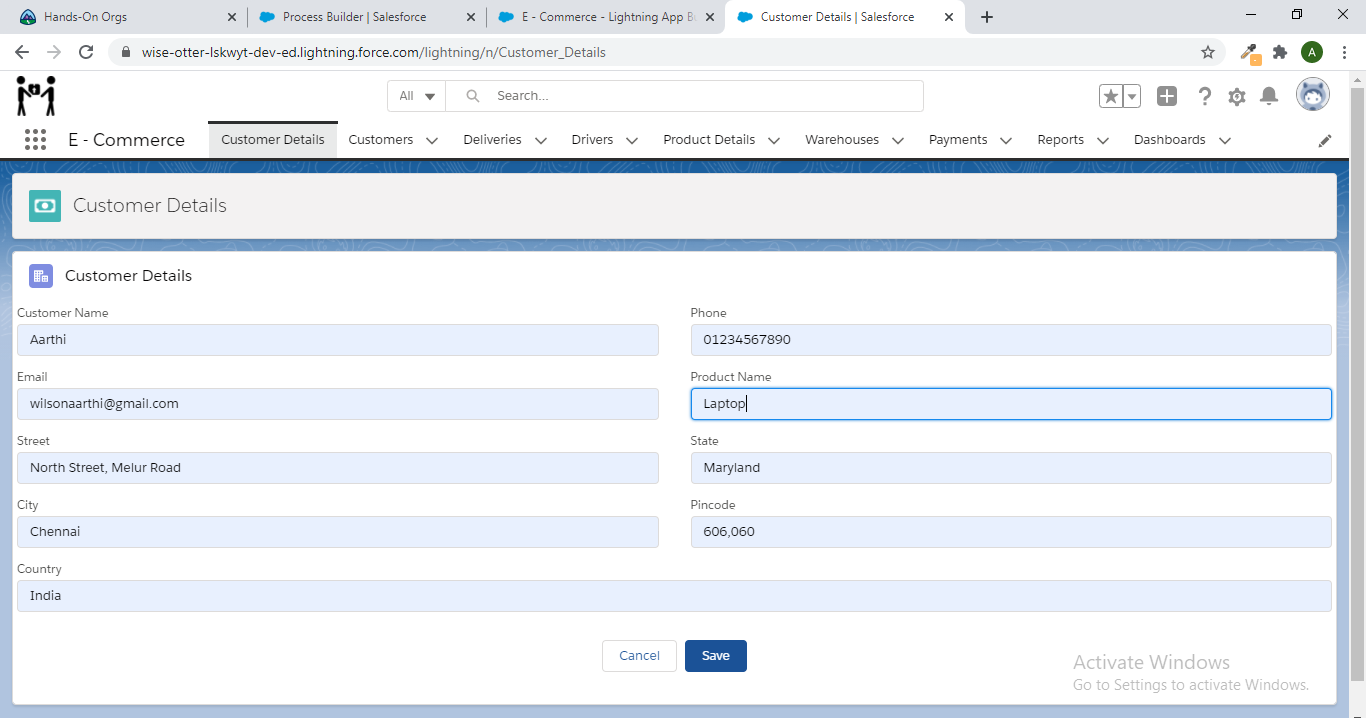 Hands-On Orgs
Process Builder | Salesforce
E - Commerce - Lightning App B
Customer Details | Salesforce
wise-otter-lskwyt-dev-ed.lightning.force.com/lightning/n/Customer_Details
A
All
Search...
E - Commerce
Customer Details
Customers
Deliveries
Drivers
Product Details
Warehouses
Payments
Reports
Dashboards
Customer Details
Customer Details
Customer Name
Phone
Aarthi
01234567890
Email
Product Name
wilsonaarthi@gmail.com
Laptop
Street
State
North Street, Melur Road
Maryland
City
Pincode
Chennai
606,060
Country
India
Cancel
Save
Activate Windows
Go to Settings to activate Windows.